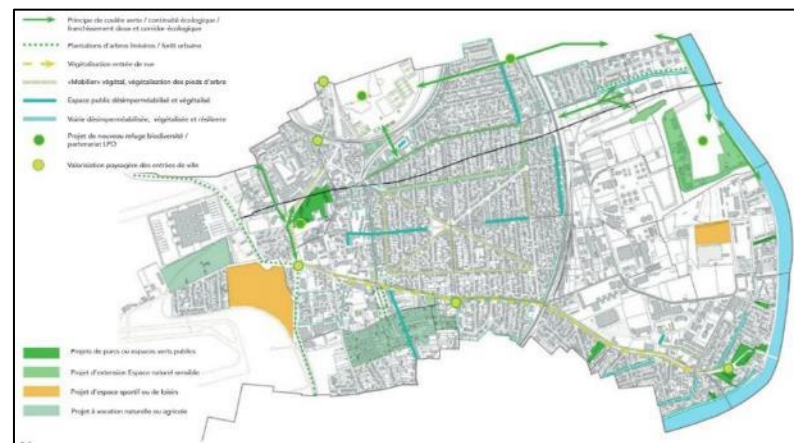 Principe de coulée verte / continuité écologique /
franchissement doux et corridor écologique
Plantations d'arbres linéaires / forêt urbaine
Végétalisation entrée de rue
«Mobilier» végétal, végétalisation des pieds d'arbre
Espace public désimperméabilisé et végétalisé
Voirie désimperméabilisée, végétalisée et résiliente
Projet de nouveau refuge biodiversité /
partenariat LPO
Valorisation paysagère des entrées de ville
Projets de parcs ou espaces verts publics
Projet d'extension Espace naturel sensible
Projet d'espace sportif ou de loisirs
Projet à vocation naturelle ou agricole